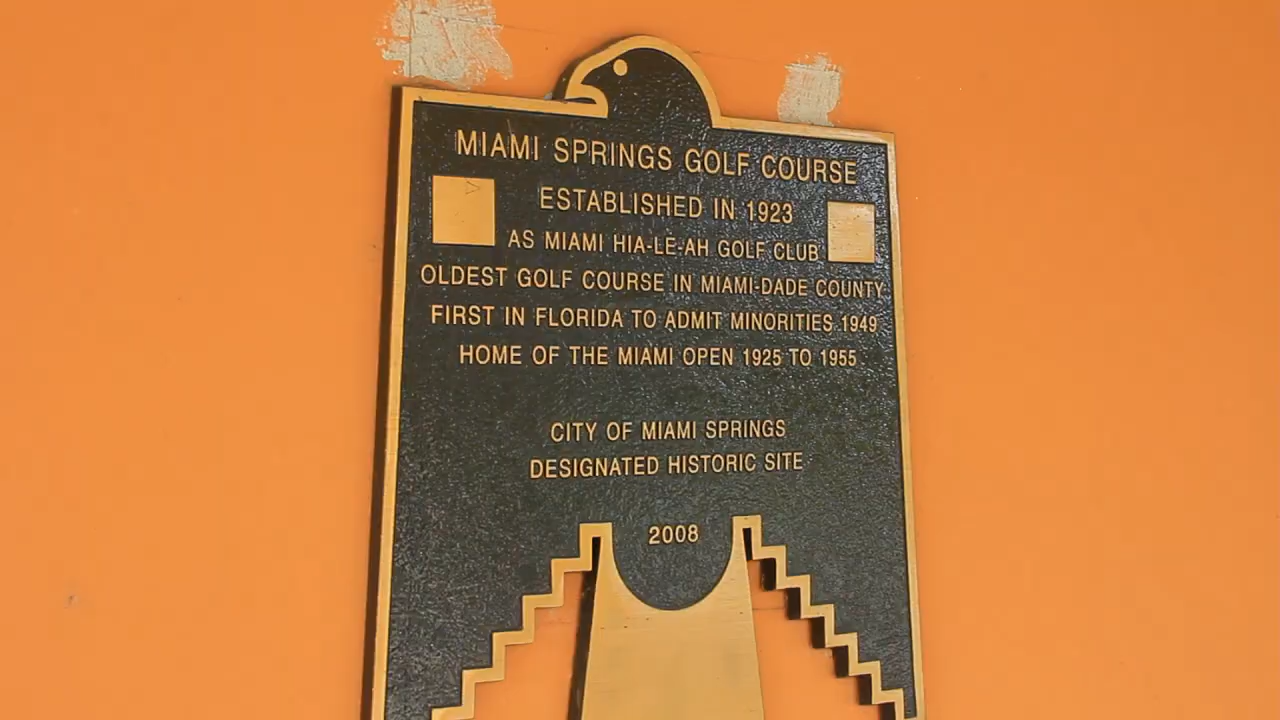 MIAMI SPRINGS GOLF COURSE
ESTABLISHED IN 1923
AS MIAMI HIA-LE-AH GOLF CLUB
OLDEST GOLF COURSE IN MIAMI-DADE COUNTY
FIRST IN FLORIDA TO ADMIT MINORITIES 1949
HOME OF THE MIAMI OPEN 1925 TO 1955
CITY OF MIAMI SPRINGS
DESIGNATED HISTORIC SITE
2008